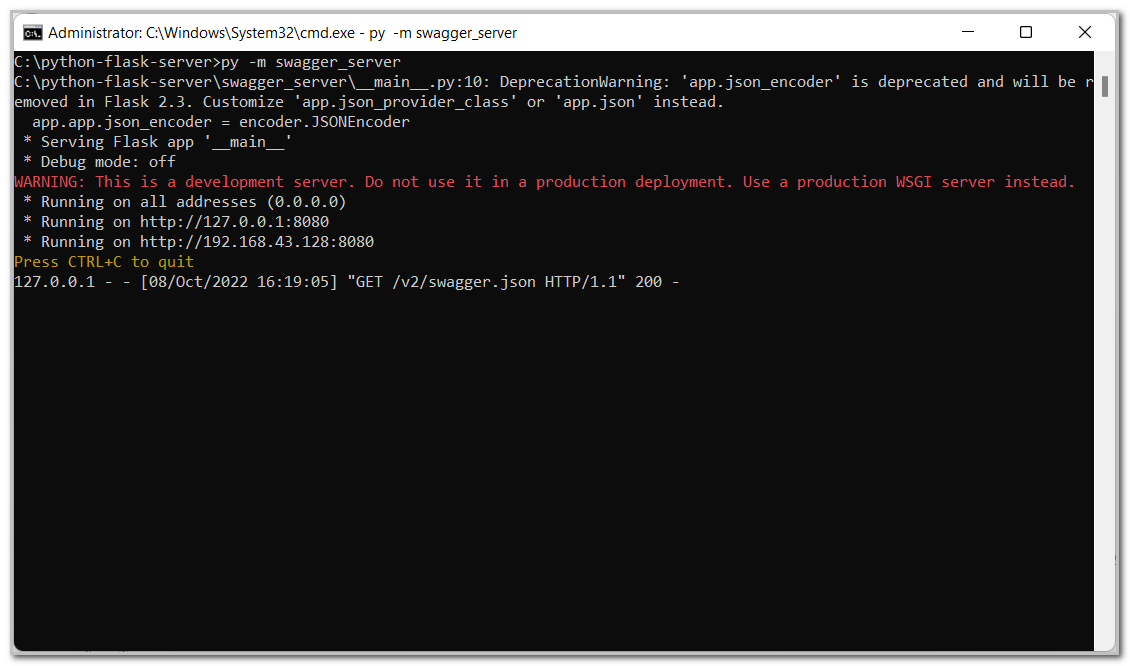 Administrator: C:\Windows\System32\cmd.exe - py  -m swagger_server
C:\python-flask-server>py -m swagger_server
C:\python-flask-server\swagger_server\__main__.py:10: DeprecationWarning: 'app.json_encoder' is deprecated and will be r
emoved in Flask 2.3. Customize 'app.json_provider_class' or 'app.json' instead.
  app.app.json_encoder = encoder.JSONEncoder
 * Serving Flask app '__main__'
 * Debug mode: off
WARNING: This is a development server. Do not use it in a production deployment. Use a production WSGI server instead.
 * Running on all addresses (0.0.0.0)
 * Running on http://127.0.0.1:8080
 * Running on http://192.168.43.128:8080
Press CTRL+C to quit
127.0.0.1 - - [08/Oct/2022 16:19:05] "GET /v2/swagger.json HTTP/1.1" 200 -